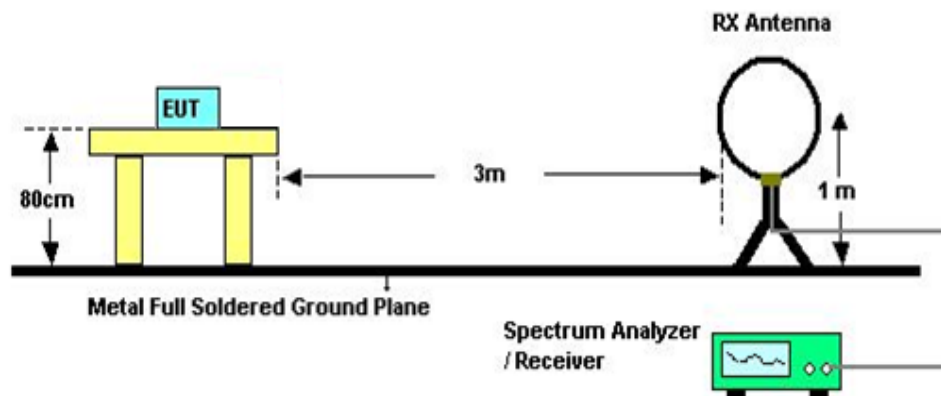 RX Antenna
EUT
80cm
3m
1 m
Metal Full Soldered Ground Plane
Spectrum Analyzer
/ Receiver